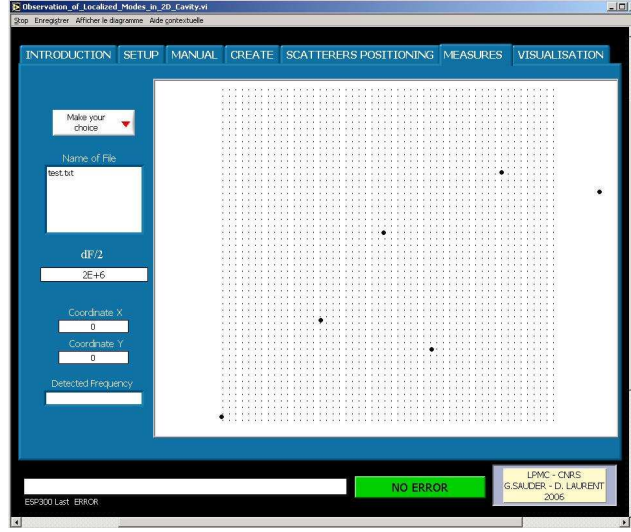 Observation_of_Localized_Modes_in_2D_Cavity.vi
Stop Enregistrer Afficher le diagramme Aide contextuelle
INTRODUCTION SETUP MANUAL CREATE SCATTERERS POSITIONING MEASURES VISUALISATION
Make your
choice
Name of File
test.txt
dF/2
2E+6
Coordinate X
0
Coordinate Y
0
Detected Frequency
NO ERROR
ESP300 Last ERROR
LPMC - CNRS
G.SAUDER - D. LAURENT
2006